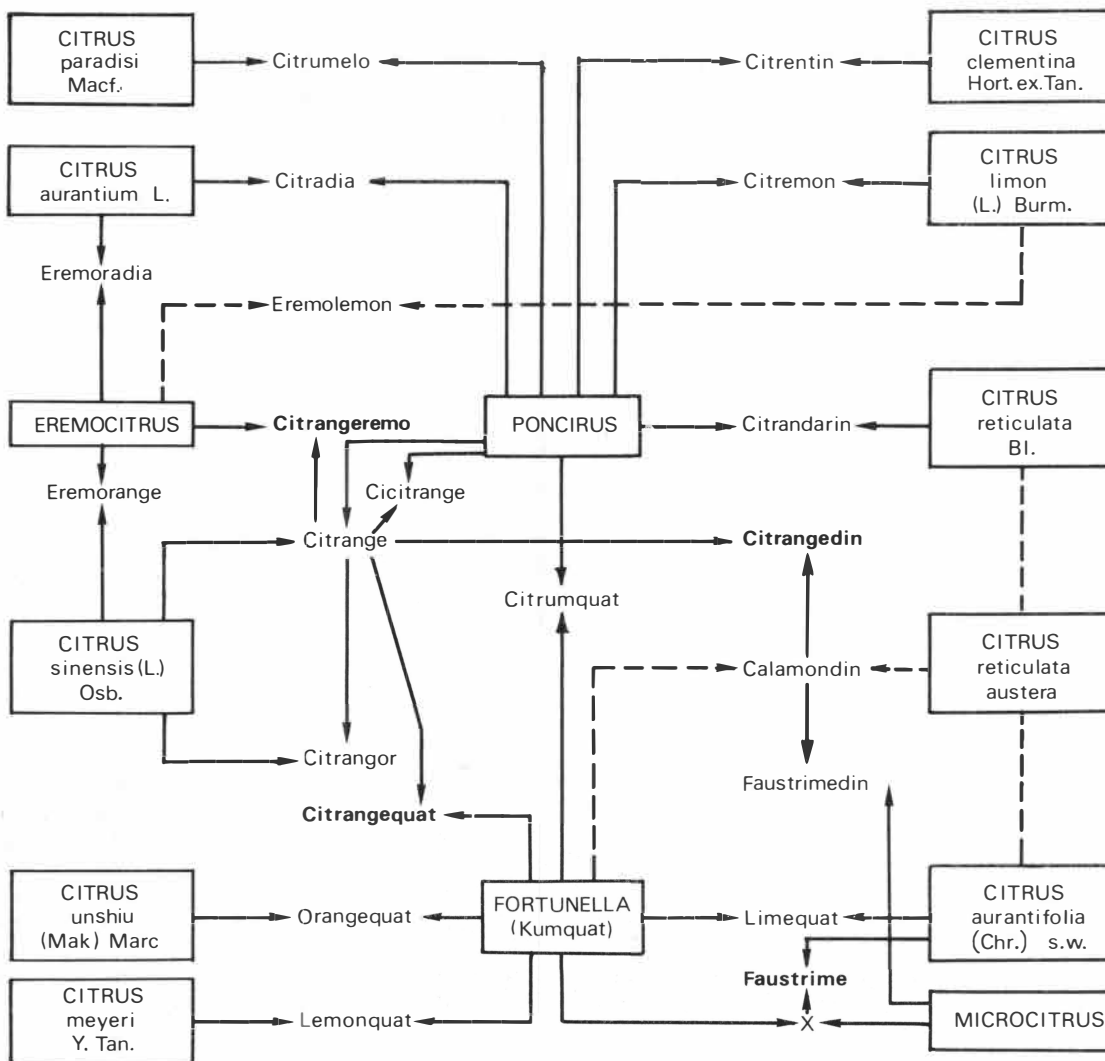 CITRUS
paradisi
Macf.
Citrumelo
Citrentin
CITRUS
clementina
Hort. ex. Tan.
CITRUS
aurantium L.
Citradia
Citremon
CITRUS
limon
(L.) Burm.
Eremoradia
Eremolemon
EREMOCITRUS
Citrangeremo
PONCIRUS
Citrandarin
CITRUS
reticulata
Bl.
Eremorange
Cicitrange
Citrange
Citrangedin
Citrumquat
CITRUS
sinensis (L.)
Osb.
Calamondin
CITRUS
reticulata
austera
Citrangor
Faustrimedin
Citrangequat
CITRUS
unshiu
(Mak) Marc
Orangequat
FORTUNELLA
(Kumquat)
Limequat
CITRUS
aurantifolia
(Chr.) s.w.
Faustrime
CITRUS
meyeri
Y. Tan.
Lemonquat
X
MICROCITRUS